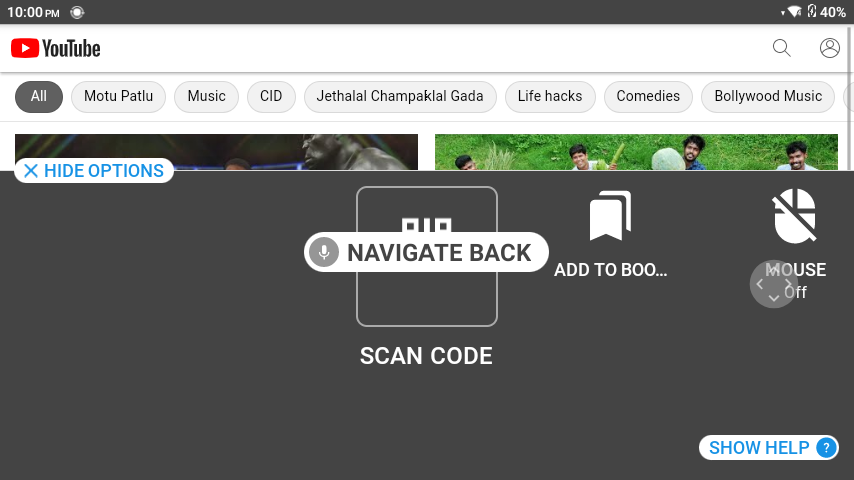 10:00 PM
40%
YouTube
All
Motu Patlu
Music
CID
Jethalal Champaklal Gada
Life hacks
Comedies
Bollywood Music
HIDE OPTIONS
NAVIGATE BACK
ADD TO BOO...
MOUSE
Off
SCAN CODE
SHOW HELP ?